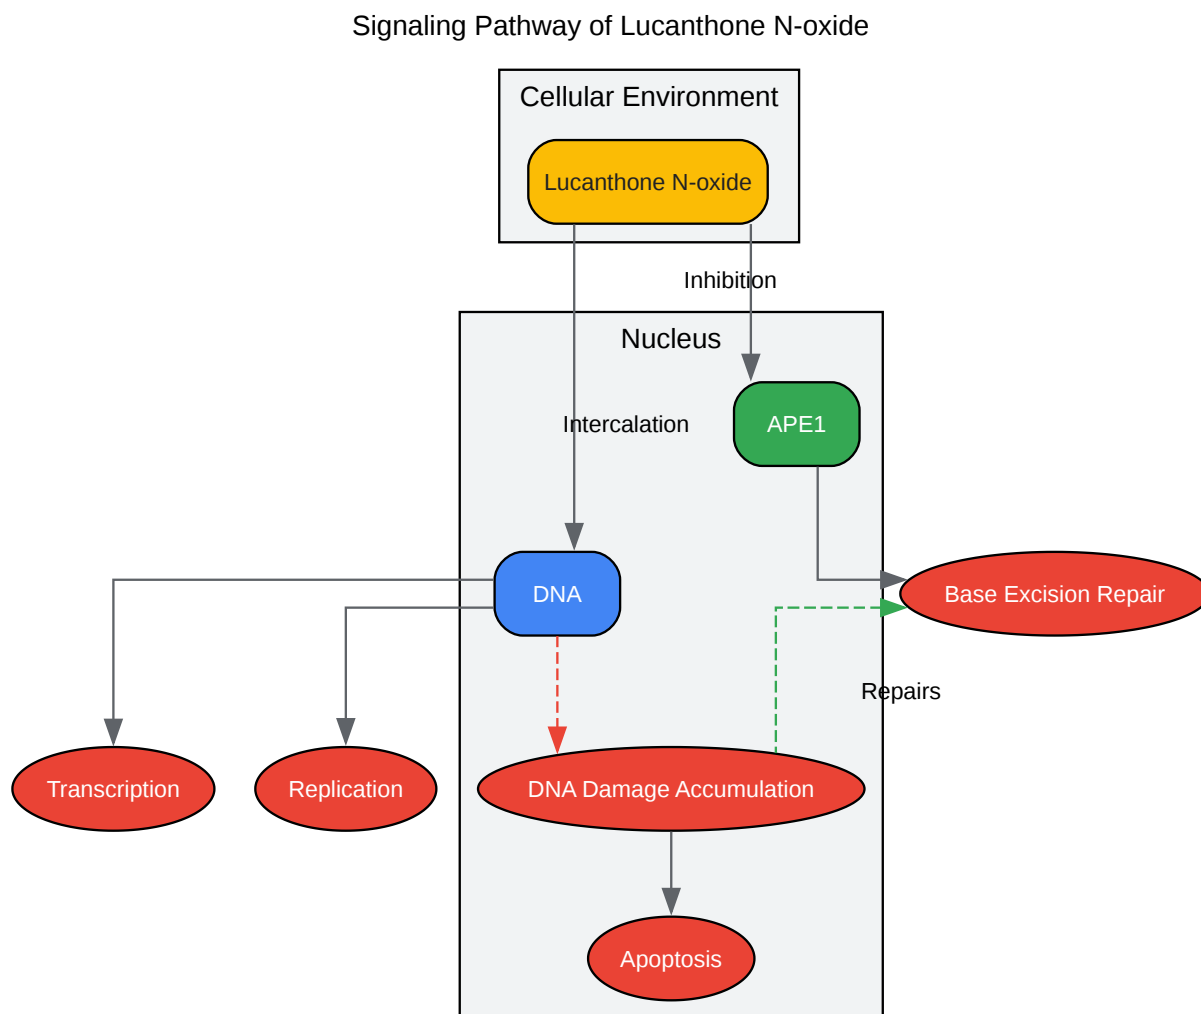 Signaling Pathway of Lucanthone N-oxide
Cellular Environment
Lucanthone N-oxide
Inhibition
Nucleus
Intercalation
APE1
DNA
Base Excision Repair
Repairs
Transcription
Replication
DNA Damage Accumulation
Apoptosis